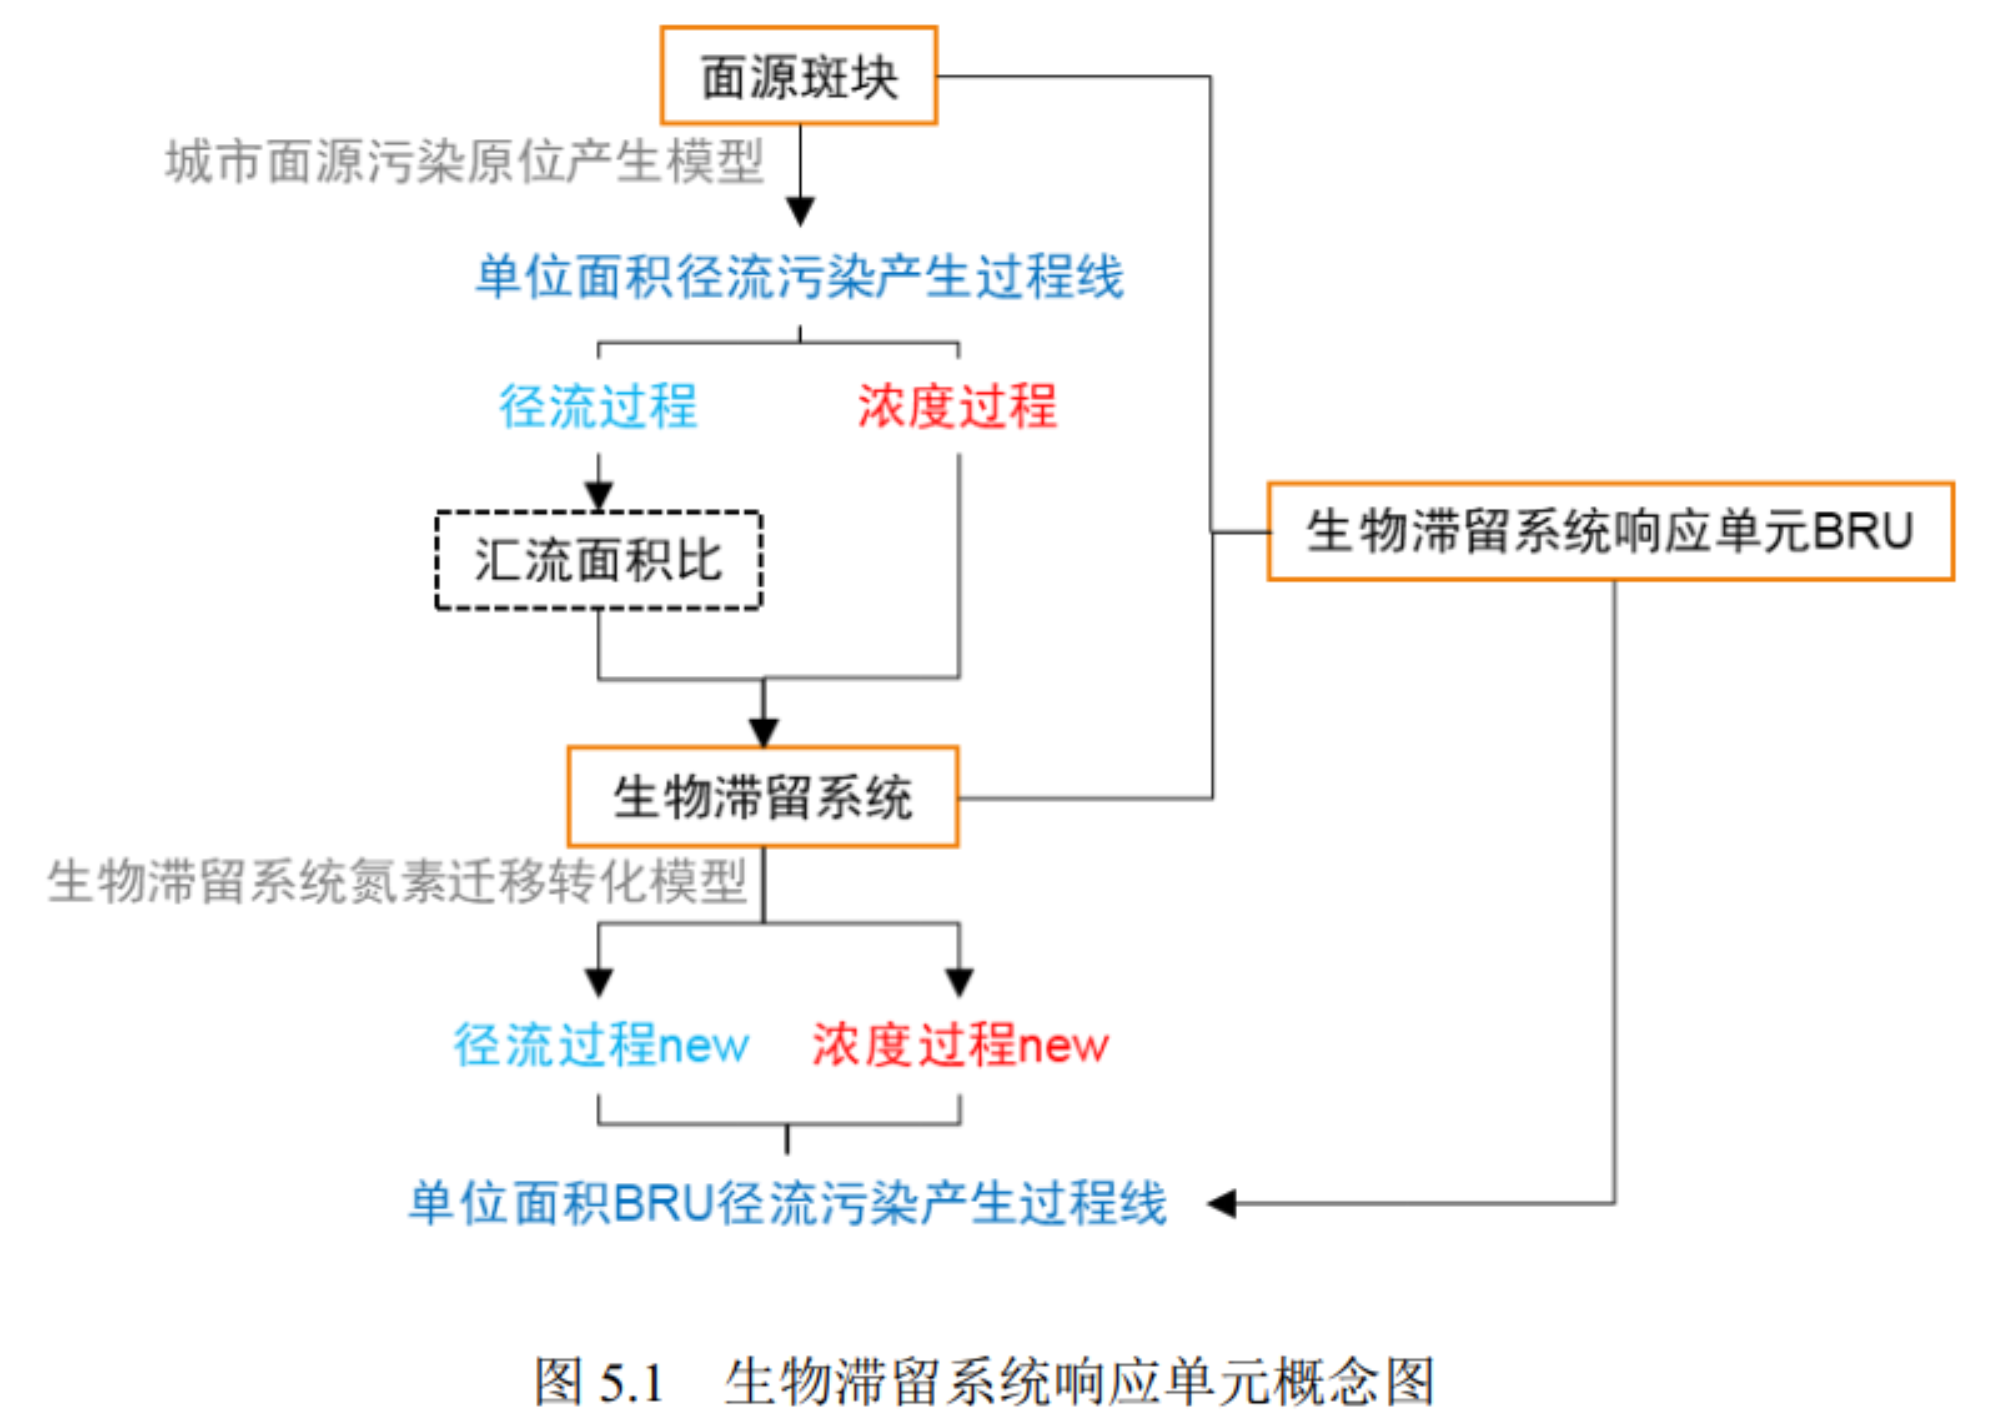 面源斑块
城市面源污染原位产生模型
单位面积径流污染产生过程线
径流过程
浓度过程
汇流面积比
生物滞留系统响应单元BRU
生物滞留系统
生物滞留系统氮素迁移转化模型
径流过程new
浓度过程new
单位面积BRU径流污染产生过程线
图 5.1 生物滞留系统响应单元概念图